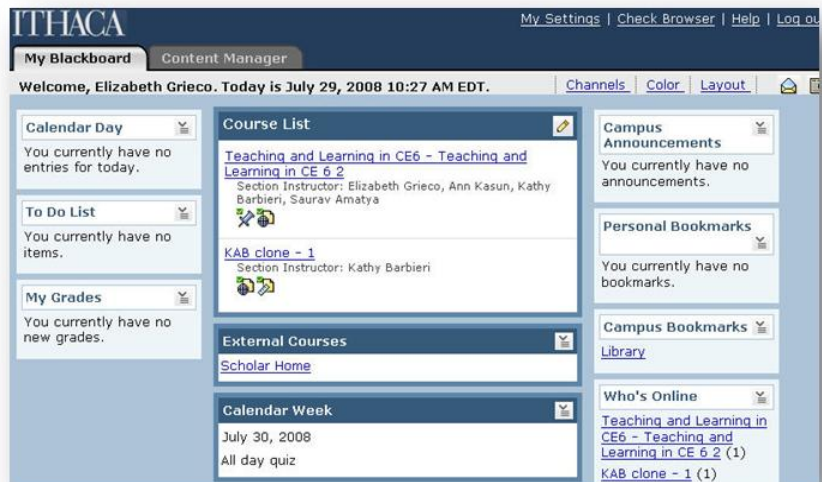 ITHACA
My Settings | Check Browser | Help | Log
My Blackboard
Content Manager
Welcome, Elizabeth Grieco. Today is July 29, 2008 10:27 AM EDT.
Channels | Color | Layout |
Calendar Day
You currently have no
entries for today.
To Do List
You currently have no
items.
My Grades
You currently have no
new grades.
Course List
Teaching and Learning in CE6 - Teaching and
Learning in CE 6 2
Section Instructor: Elizabeth Grieco, Ann Kasun, Kathy
Barbieri, Saurav Amatya
KAB clone - 1
Section Instructor: Kathy Barbieri
External Courses
Scholar Home
Calendar Week
July 30, 2008
All day quiz
Campus
Announcements
You currently have no
announcements.
Personal Bookmarks
You currently have no
bookmarks.
Campus Bookmarks
Library
Who's Online
Teaching and Learning in
CE6 - Teaching and
Learning in CE 6 2 (1)
KAB clone - 1 (1)